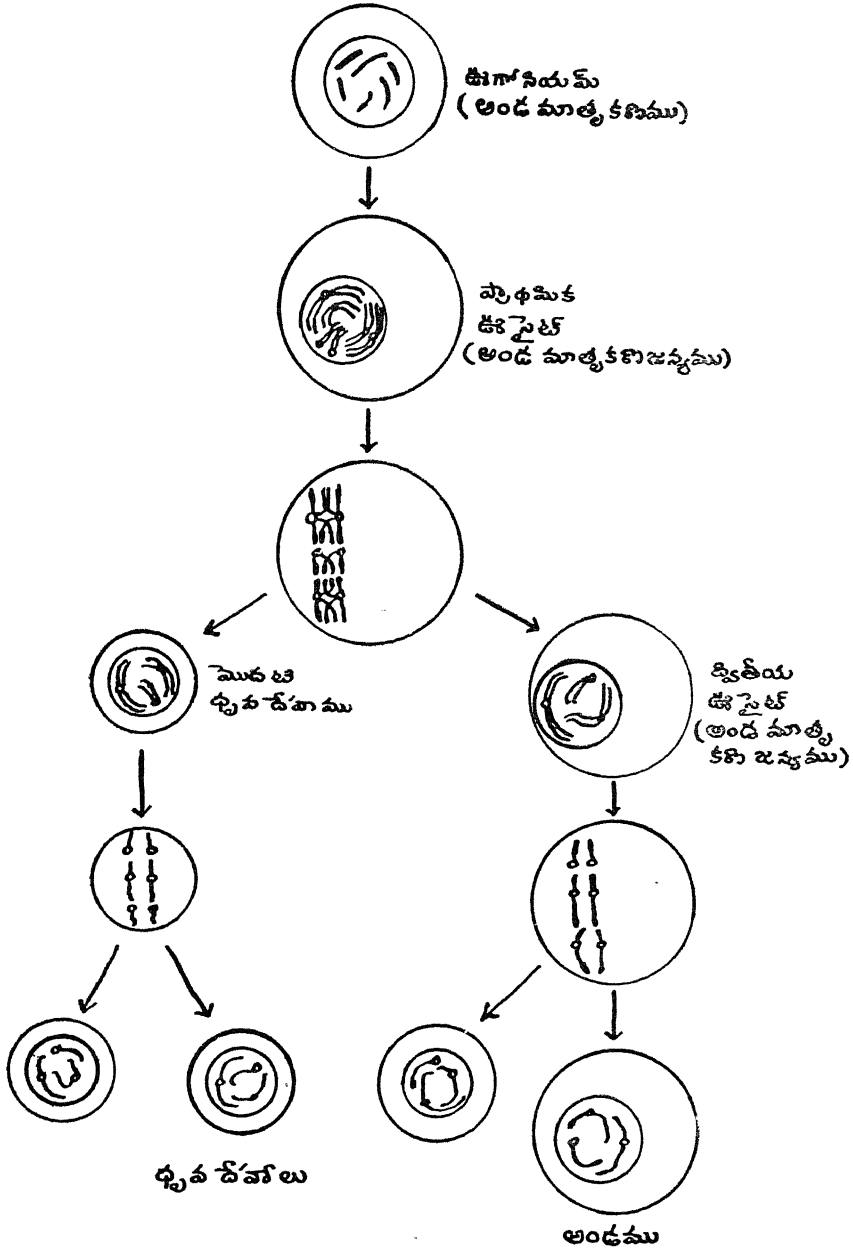 ఊగోనియమ్
(అండ మాతృ కణము)
ప్రాథమిక
ఊసైట్
(అండ మాతృకణ జన్యము)
మొదటి
ధృవ దేహము
ద్వితీయ
ఊసైట్
(అండ మాతృ
కణ జన్యము)
ధృవ దేహాలు
అండము